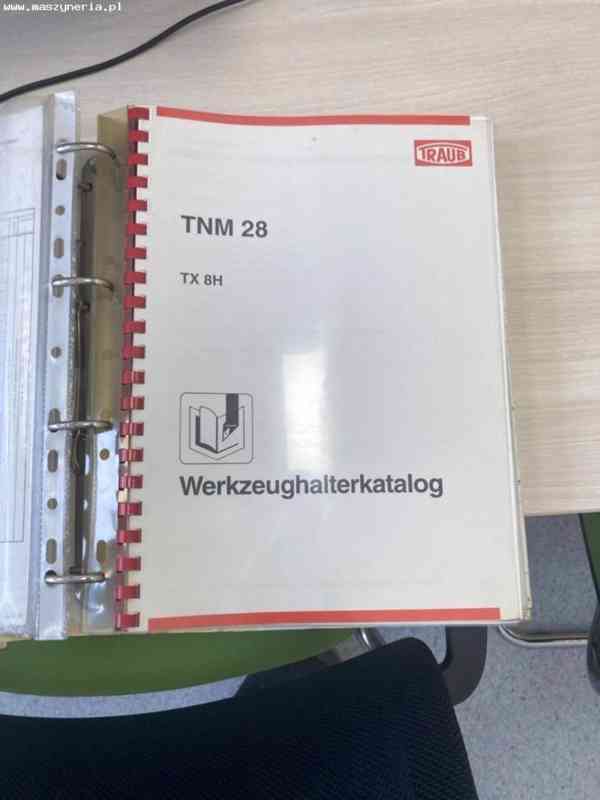 www.maszyneria.pl
TRAUB
TNM 28
TX 8H
Werkzeughalterkatalog